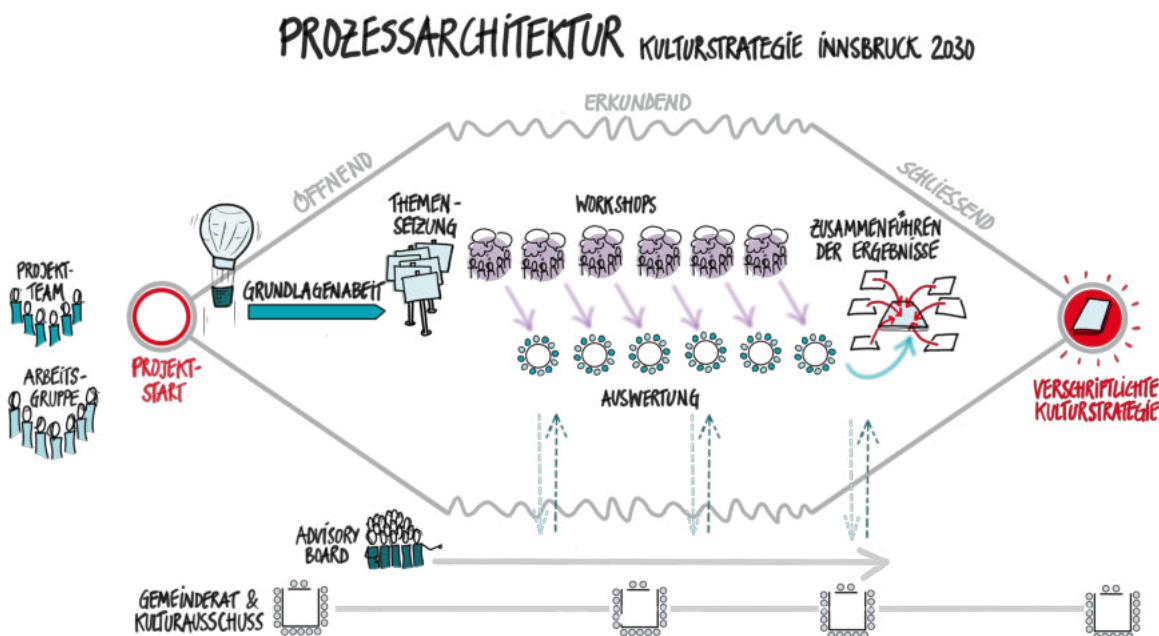 PROZESSARCHITEKTUR KULTURSTRATEGIE INNSBRUCK 2030
ERKUNDEND
ÖFFNEND
SCHLIESSEND
THEMEN-
SETZUNG
WORKSHOPS
ZUSAMMENFÜHREN
DER ERGEBNISSE
PROJEKT-
TEAM
GRUNDLAGENABEIT
ARBEITS-
GRUPPE
PROJEKT-
START
AUSWERTUNG
VERSCHRIFTLICHTE
KULTURSTRATEGIE
ADVISORY
BOARD
GEMEINDERAT &
KULTURAUSSCHUSS